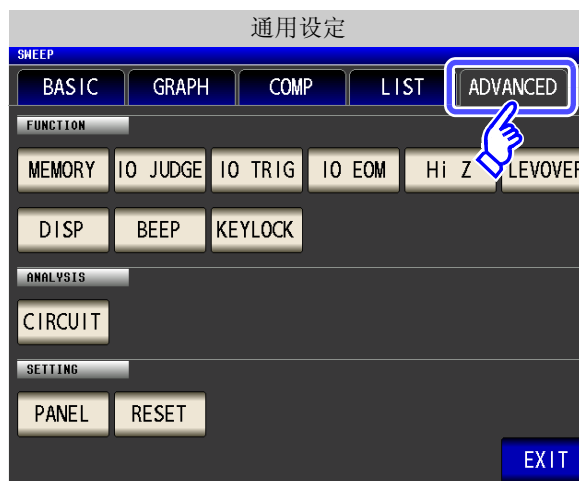 通用设定
SWEEP
BASIC GRAPH COMP LIST ADVANCED
FUNCTION
MEMORY IO JUDGE IO TRIG IO EOM Hi Z LEVOVER
DISP BEEP KEYLOCK
ANALYSIS
CIRCUIT
SETTING
PANEL RESET
EXIT